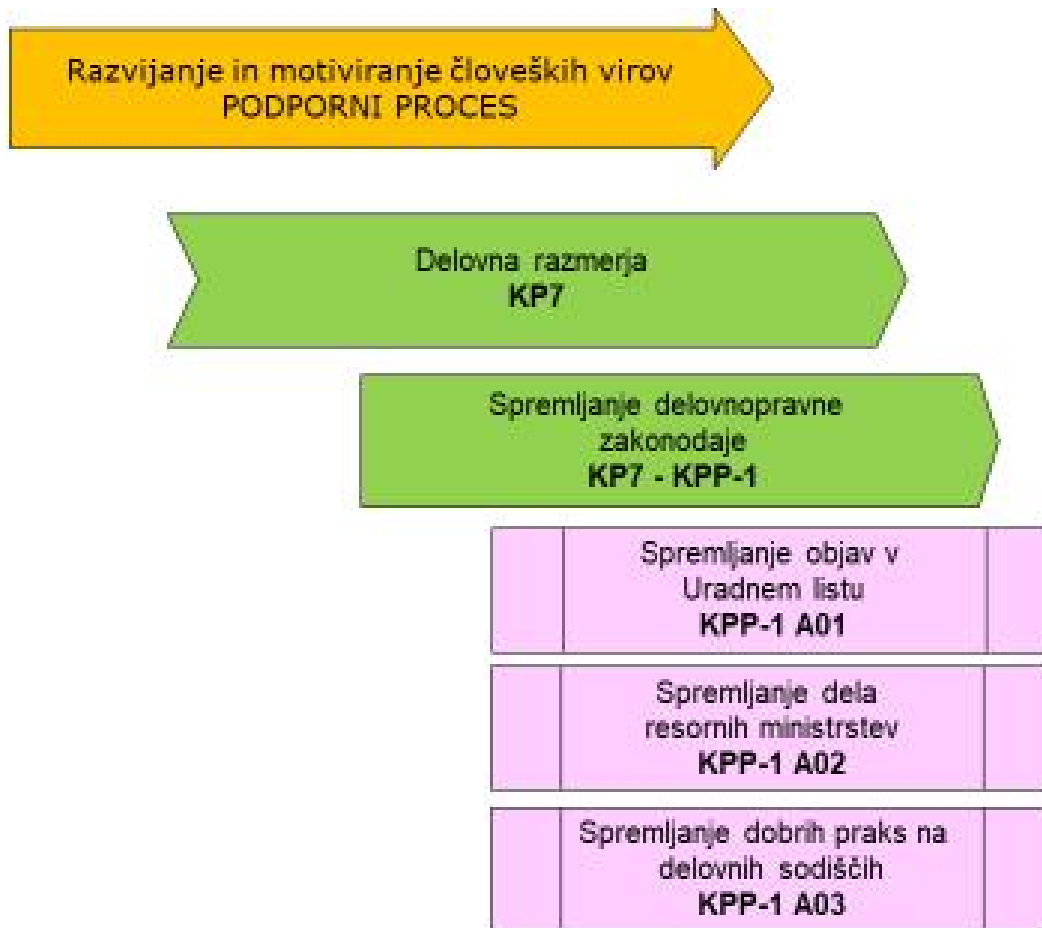 Razvijanje in motiviranje človeških virov
PODPORNI PROCES
Delovna razmerja
KP7
Spremljanje delovnopravne
zakonodaje
KP7 - KPP-1
Spremljanje objav v
Uradnem listu
KPP-1 A01
Spremljanje dela
resornih ministrstev
KPP-1 A02
Spremljanje dobrih praks na
delovnih sodiščih
KPP-1 A03